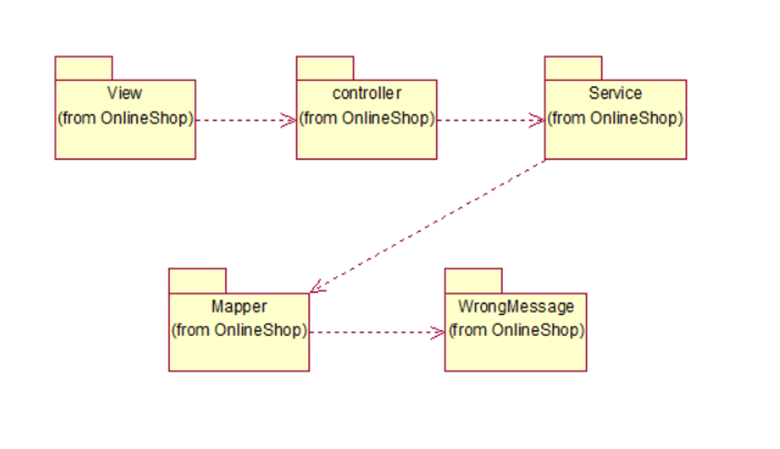 View
(from OnlineShop)
controller
(from OnlineShop)
Service
(from OnlineShop)
Mapper
(from OnlineShop)
WrongMessage
(from OnlineShop)